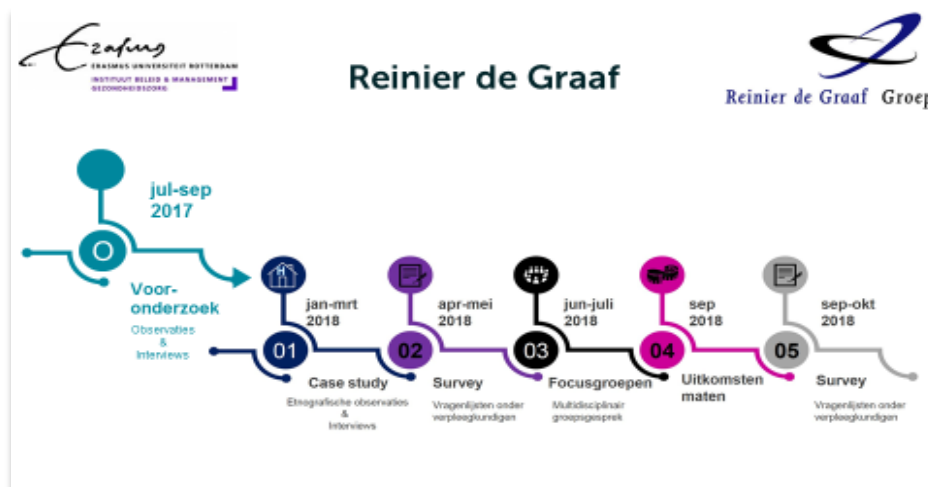 Erasmus
ERASMUS UNIVERSITEIT ROTTERDAM
INSTITUUT BELEID & MANAGEMENT
GEZONDHEIDSZORG
Reinier de Graaf
Reinier de Graaf Groep
jul-sep
2017
O
Voor-
onderzoek
Observaties
&
Interviews
H
jan-mrt
2018
01
Case study
Etnografische observaties
&
Interviews
apr-mei
2018
02
Survey
Vragenlijsten onder
verpleegkundigen
jun-juli
2018
03
Focusgroepen
Multidisciplinair
groepsgesprek
sep
2018
04
Uitkomsten
maten
sep-okt
2018
05
Survey
Vragenlijsten onder
verpleegkundigen